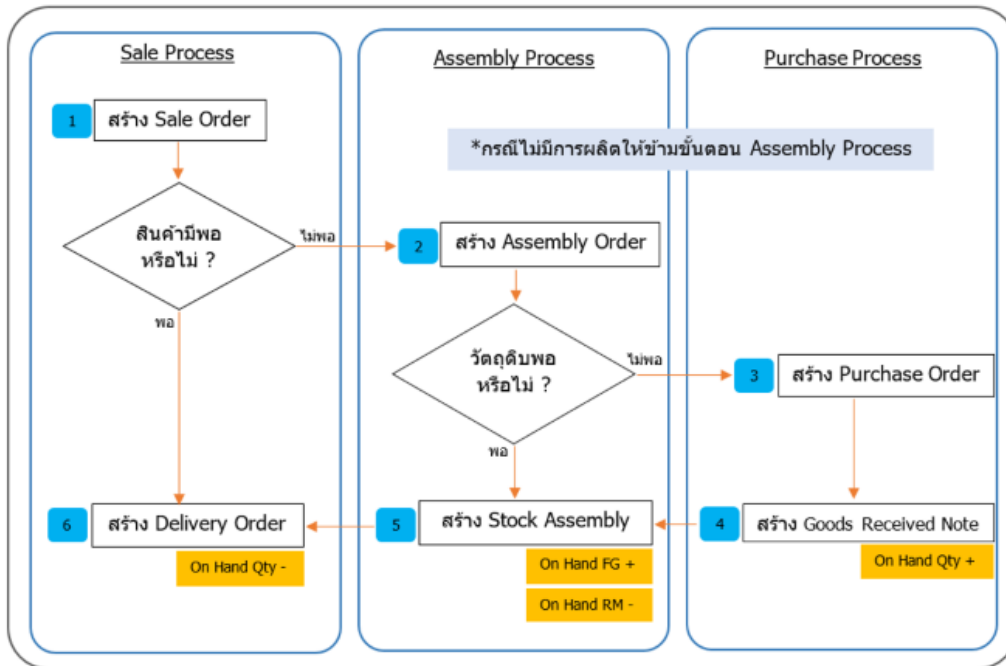 Sale Process
Assembly Process
Purchase Process
1
สร้าง Sale Order
*กรณีไม่มีการผลิตให้ข้ามขั้นตอน Assembly Process
สินค้ามีพอ
หรือไม่ ?
ไม่พอ
2
สร้าง Assembly Order
พอ
วัตถุดิบพอ
หรือไม่ ?
ไม่พอ
3
สร้าง Purchase Order
พอ
6
สร้าง Delivery Order
5
สร้าง Stock Assembly
4
สร้าง Goods Received Note
On Hand Qty -
On Hand FG +
On Hand Qty +
On Hand RM -